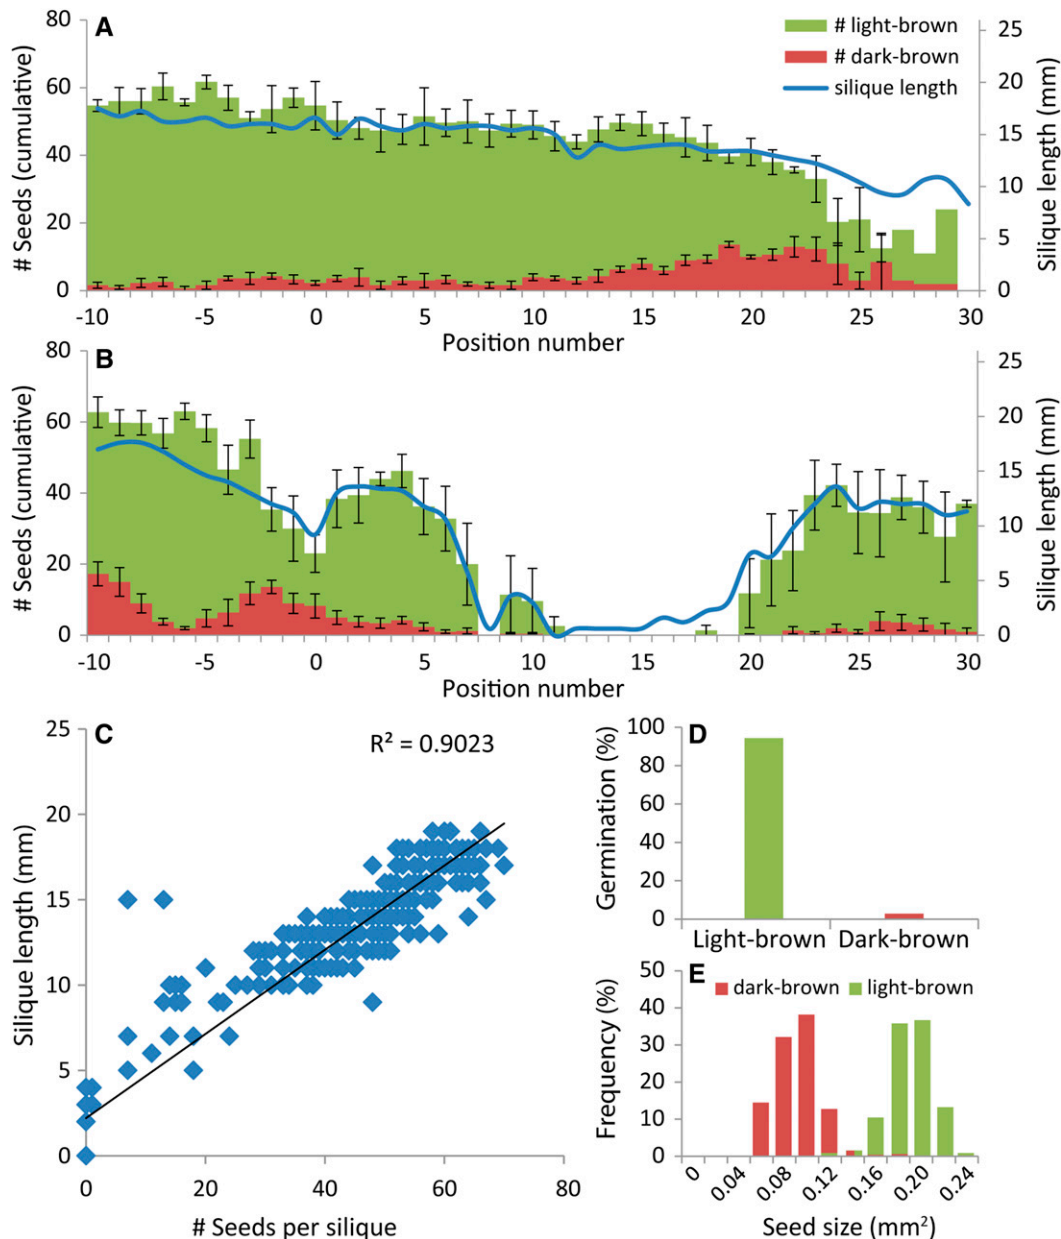 A
# light-brown
# dark-brown
silique length
# Seeds (cumulative)
80
60
40
20
0
25
20
15
10
5
0
Silique length (mm)
-10 -5 0 5 10 15 20 25 30
Position number
B
# Seeds (cumulative)
80
60
40
20
0
25
20
15
10
5
0
Silique length (mm)
-10 -5 0 5 10 15 20 25 30
Position number
C
R² = 0.9023
Silique length (mm)
25
20
15
10
5
0
0 20 40 60 80
# Seeds per silique
D
Germination (%)
100
80
60
40
20
0
Light-brown Dark-brown
E
dark-brown light-brown
Frequency (%)
50
40
30
20
10
0
0 0.04 0.08 0.12 0.16 0.20 0.24
Seed size (mm²)